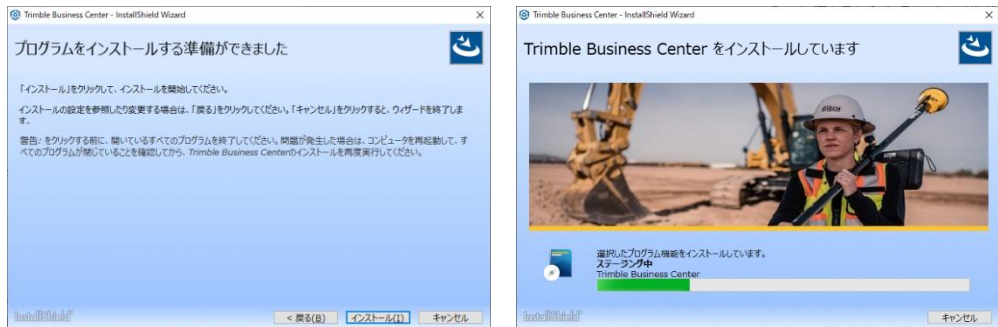 Trimble Business Center - InstallShield Wizard
プログラムをインストールする準備ができました
「インストール」をクリックして、インストールを開始してください。
インストールの設定を参照したり変更する場合は、「戻る」をクリックしてください。「キャンセル」をクリックすると、ウィザードを終了しま
す。
警告: をクリックする前に、開いているすべてのプログラムを終了してください。問題が発生した場合は、コンピュータを再起動して、す
べてのプログラムが閉じていることを確認してから、Trimble Business Centerのインストールを再度実行してください。
InstallShield
< 戻る(B)
インストール(I)
キャンセル
Trimble Business Center - InstallShield Wizard
Trimble Business Center をインストールしています
選択したプログラム機能をインストールしています。
ステージング中
Trimble Business Center
InstallShield
キャンセル